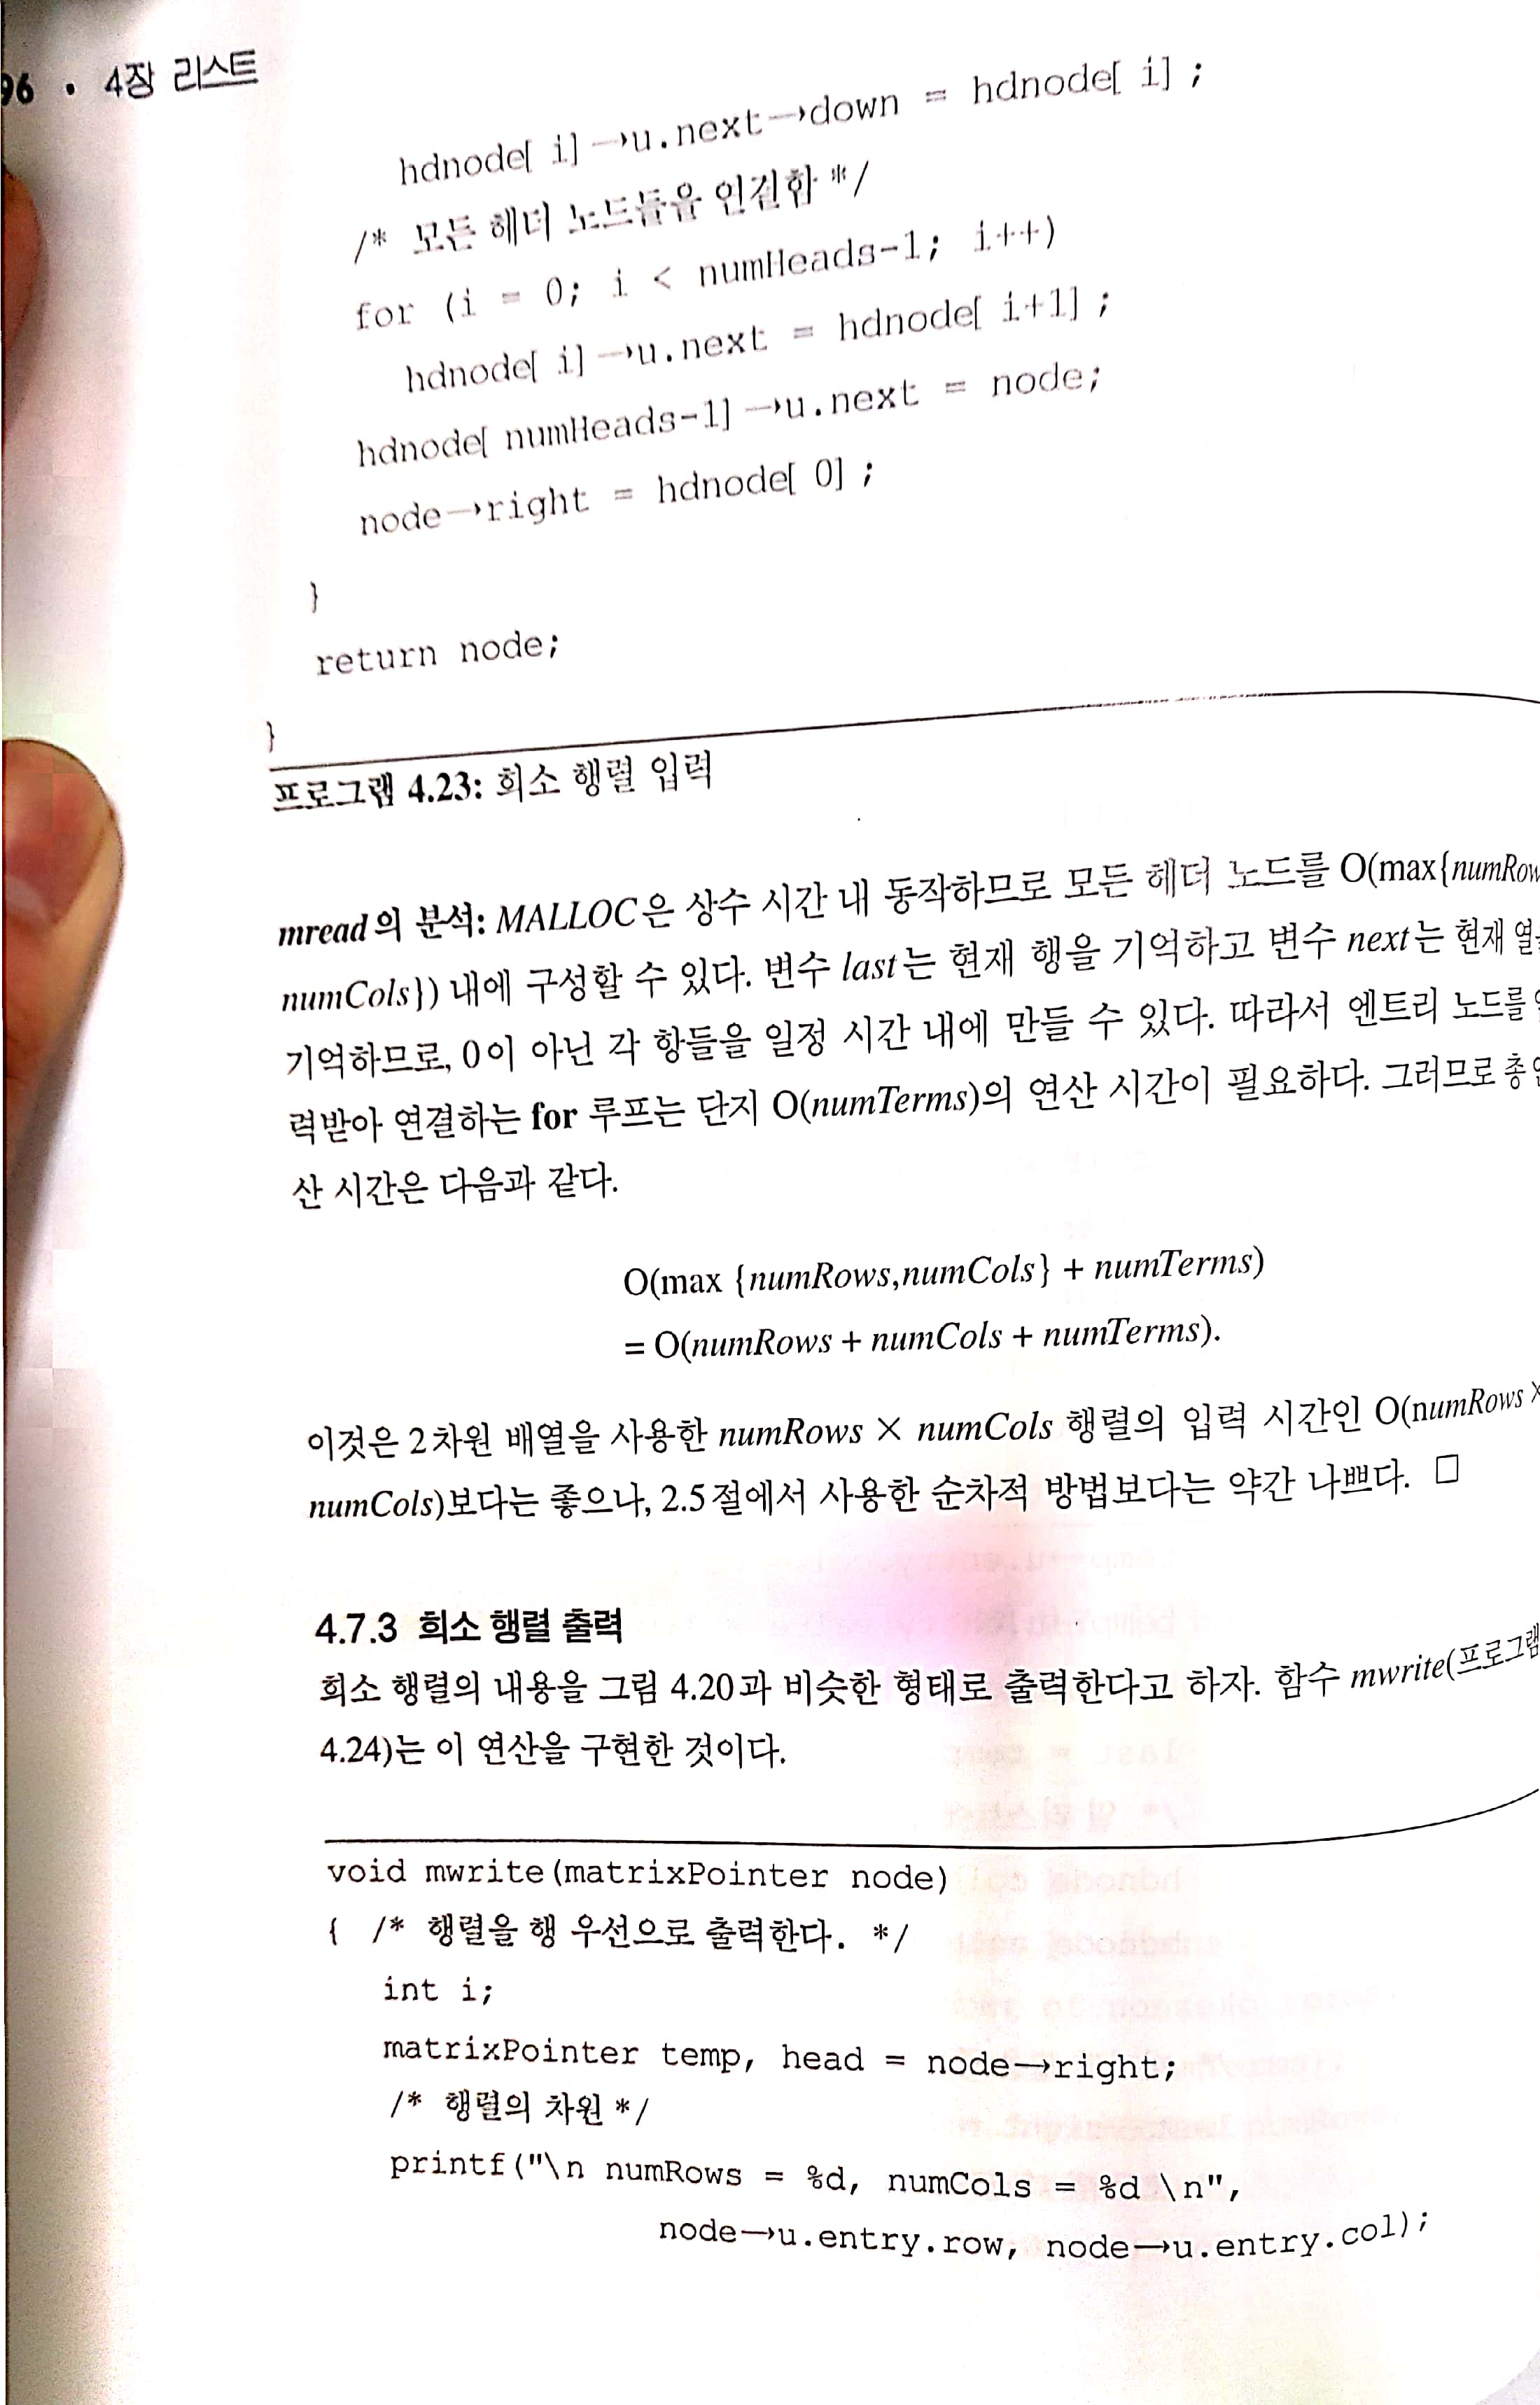 96 • 4장 리스트
hdnode[ i]→u.next→down = hdnode[ i] ;
/* 모든 헤더 노드들을 연결함 */
for (i = 0; i < numHeads-1; i++)
hdnode[ i]→u.next = hdnode[ i+1] ;
hdnode[ numHeads-1]→u.next = node;
node→right = hdnode[ 0] ;
}
return node;
}
프로그램 4.23: 희소 행렬 입력
mread의 분석: MALLOC은 상수 시간 내 동작하므로 모든 헤더 노드를 O(max{numRow
numCols}) 내에 구성할 수 있다. 변수 last는 현재 행을 기억하고 변수 next는 현재 열
기억하므로, 0이 아닌 각 항들을 일정 시간 내에 만들 수 있다. 따라서 엔트리 노드를
력받아 연결하는 for 루프는 단지 O(numTerms)의 연산 시간이 필요하다. 그러므로 총
산 시간은 다음과 같다.
O(max {numRows,numCols} + numTerms)
= O(numRows + numCols + numTerms).
이것은 2차원 배열을 사용한 numRows × numCols 행렬의 입력 시간인 O(numRows ×
numCols)보다는 좋으나, 2.5절에서 사용한 순차적 방법보다는 약간 나쁘다. □
4.7.3 희소 행렬 출력
희소 행렬의 내용을 그림 4.20과 비슷한 형태로 출력한다고 하자. 함수 mwrite(프로그램
4.24)는 이 연산을 구현한 것이다.
void mwrite(matrixPointer node)
{ /* 행렬을 행 우선으로 출력한다. */
int i;
matrixPointer temp, head = node→right;
/* 행렬의 차원 */
printf("\n numRows = %d, numCols = %d \n",
node→u.entry.row, node→u.entry.col);